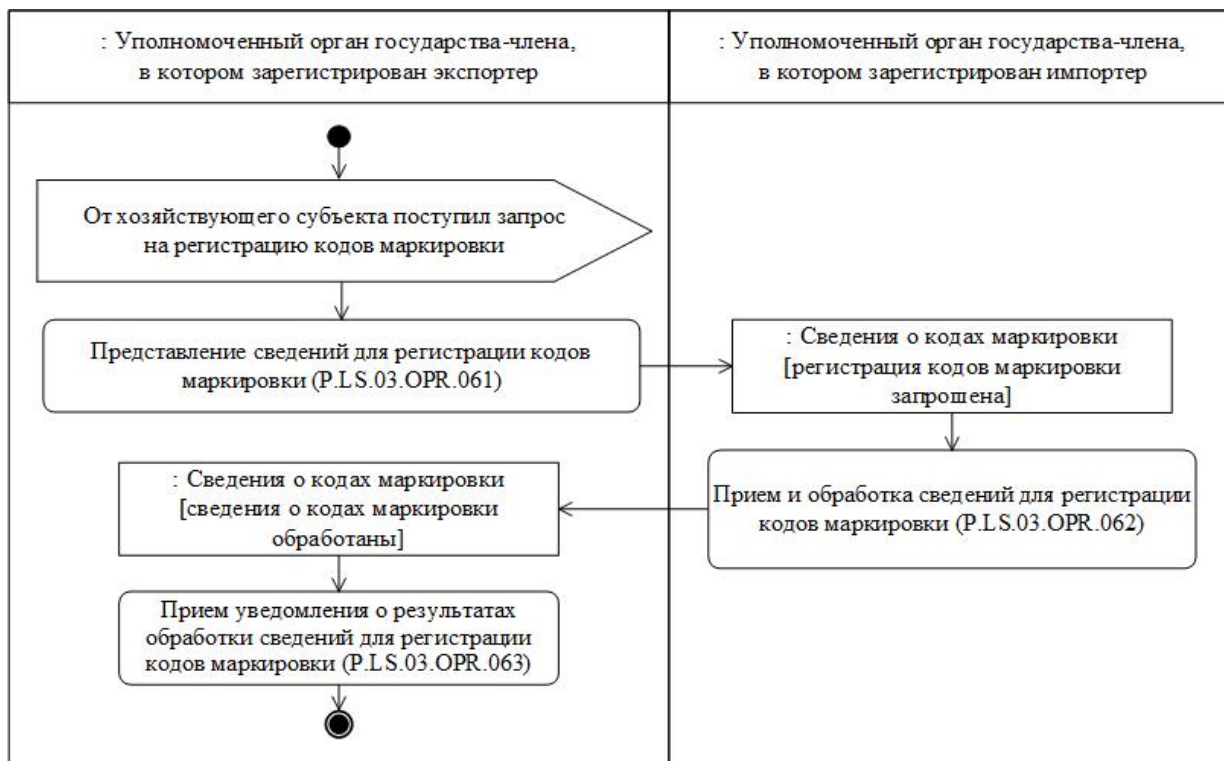 : Уполномоченный орган государства-члена,
в котором зарегистрирован экспортер
: Уполномоченный орган государства-члена,
в котором зарегистрирован импортер
От хозяйствующего субъекта поступил запрос
на регистрацию кодов маркировки
Представление сведений для регистрации кодов
маркировки (P.LS.03.OPR.061)
: Сведения о кодах маркировки
[регистрация кодов маркировки
запрошена]
Прием и обработка сведений для регистрации
кодов маркировки (P.LS.03.OPR.062)
: Сведения о кодах маркировки
[сведения о кодах маркировки
обработаны]
Прием уведомления о результатах
обработки сведений для регистрации
кодов маркировки (P.LS.03.OPR.063)